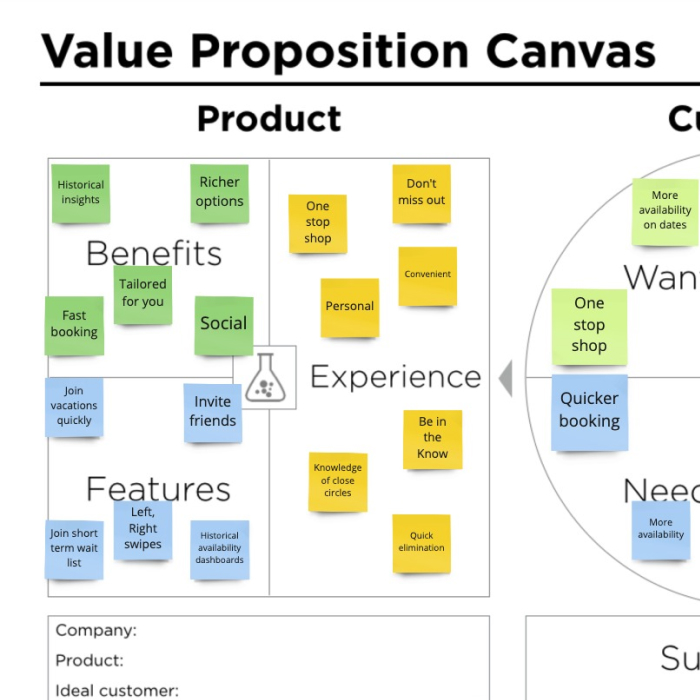 Value Proposition Canvas
Product
Historical
insights
Richer
options
Benefits
Tailored
for you
Fast
booking
Social
Join
vacations
quickly
Invite
friends
Features
Left,
Right
swipes
Join short
term wait
list
Historical
availability
dashboards
One
stop
shop
Don't
miss out
Convenient
Personal
Experience
Be in
the
Know
Knowledge
of close
circles
Quick
elimination
Cu
More
availability
on dates
Wan
One
stop
shop
Quicker
booking
Need
More
availability
Company:
Product:
Ideal customer:
Su